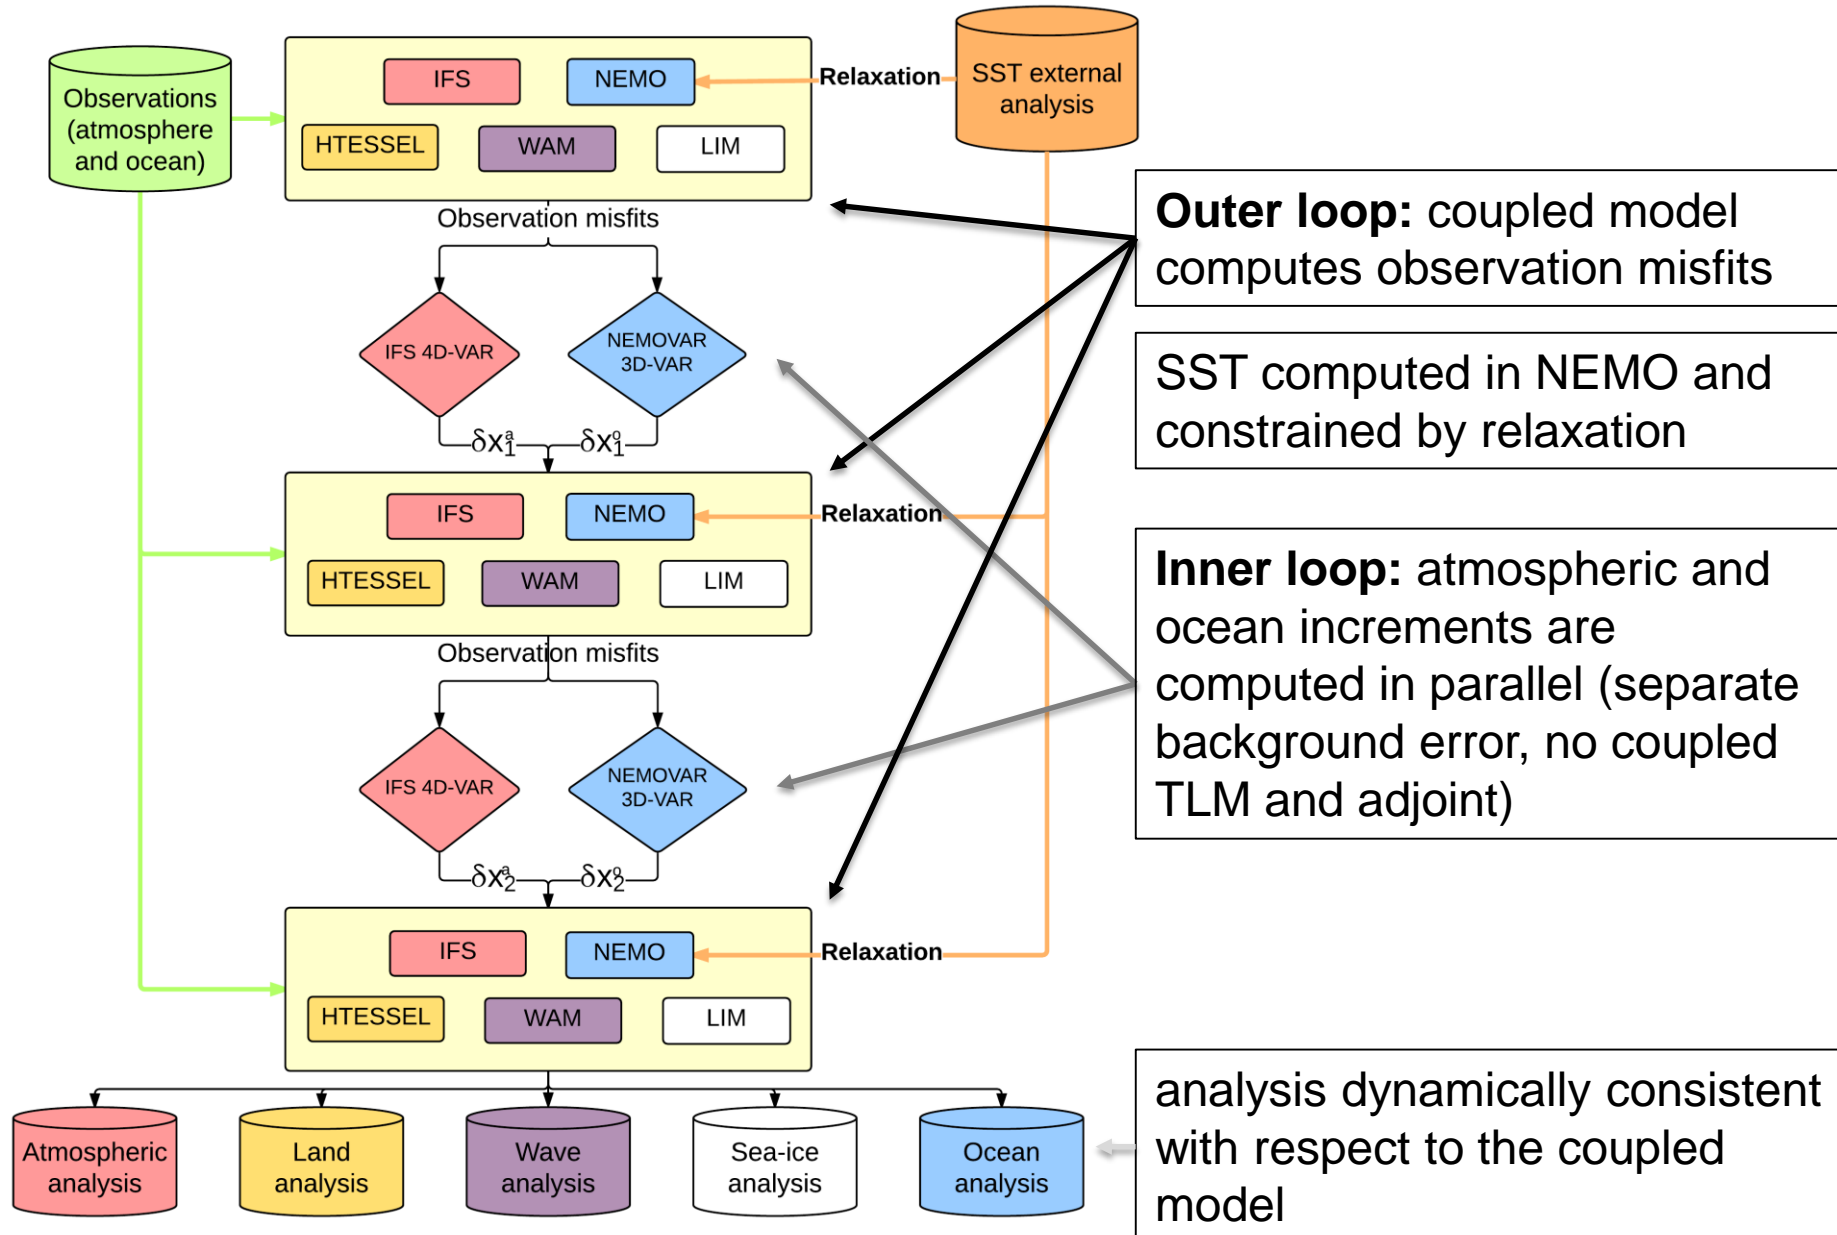 Observations
(atmosphere
and ocean)
IFS
NEMO
HTESSEL
WAM
LIM
Relaxation
SST external
analysis
Observation misfits
IFS 4D-VAR
NEMOVAR
3D-VAR
δx₁ᵃ
δx₁ᵒ
IFS
NEMO
HTESSEL
WAM
LIM
Relaxation
Observation misfits
IFS 4D-VAR
NEMOVAR
3D-VAR
δx₂ᵃ
δx₂ᵒ
IFS
NEMO
HTESSEL
WAM
LIM
Relaxation
Atmospheric
analysis
Land
analysis
Wave
analysis
Sea-ice
analysis
Ocean
analysis
Outer loop: coupled model
computes observation misfits
SST computed in NEMO and
constrained by relaxation
Inner loop: atmospheric and
ocean increments are
computed in parallel (separate
background error, no coupled
TLM and adjoint)
analysis dynamically consistent
with respect to the coupled
model